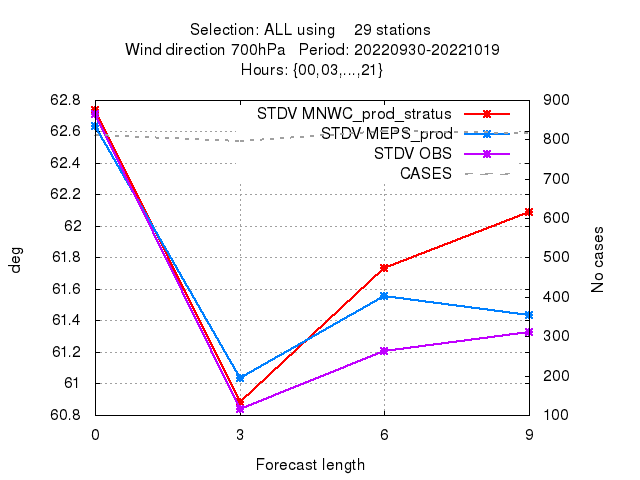 Selection: ALL using 29 stations
Wind direction 700hPa Period: 20220930-20221019
Hours: {00,03,...,21}
STDV MNWC_prod_stratus
STDV MEPS_prod
STDV OBS
CASES
62.8
62.6
62.4
62.2
62
61.8
61.6
61.4
61.2
61
60.8
deg
900
800
700
600
500
400
300
200
100
No cases
0 3 6 9
Forecast length